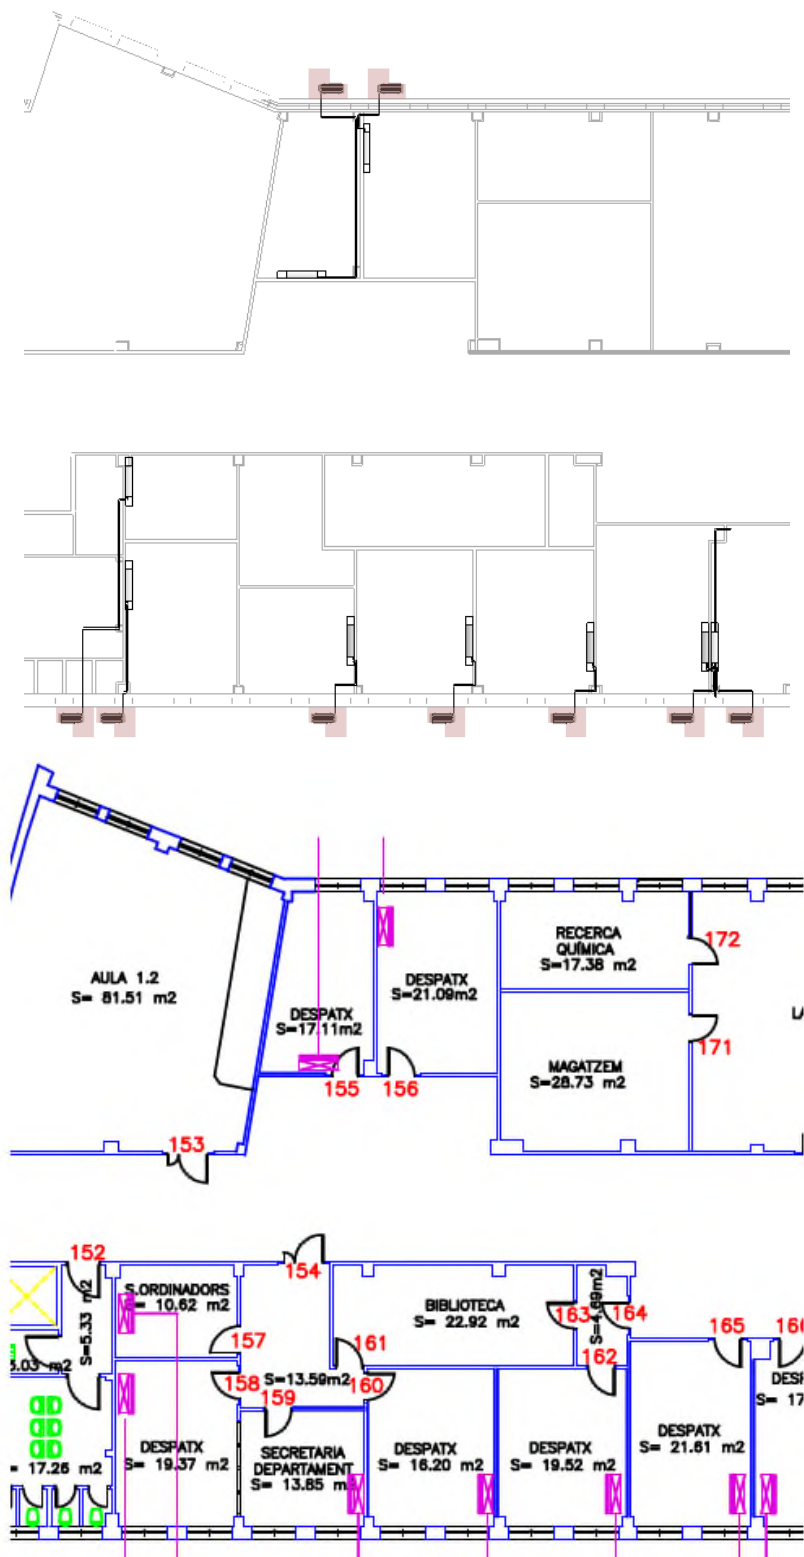 172
RECERCA
QUÍMICA
S=17.38 m2
AULA 1.2
S= 81.51 m2
DESPATX
S=21.09m2
DESPATX
S=17.11m2
171
MAGATZEM
S=28.73 m2
155
156
153
152
154
S.ORDINADORS
S= 10.62 m2
S=5.33 m2
BIBLIOTECA
S= 22.92 m2
S=4.69m2
163
164
157
161
165
158
S=13.59m2
160
162
159
DESPATX
S= 19.37 m2
SECRETARIA
DEPARTAMENT
S= 13.85 m2
DESPATX
S= 16.20 m2
DESPATX
S= 19.52 m2
DESPATX
S= 21.61 m2
= 17.26 m2